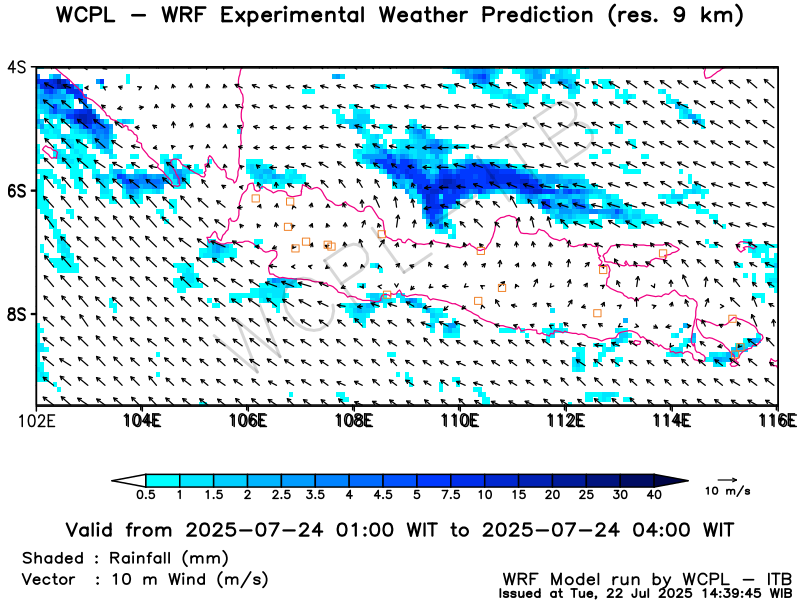 WCPL – WRF Experimental Weather Prediction (res. 9 km)
4S
6S
8S
102E 104E 106E 108E 110E 112E 114E 116E
WCPL – ITB
0.5 1 1.5 2 2.5 3.5 4 4.5 5 7.5 10 15 20 25 30 40
10 m/s
Valid from 2025–07–24 01:00 WIT to 2025–07–24 04:00 WIT
Shaded : Rainfall (mm)
Vector : 10 m Wind (m/s)
WRF Model run by WCPL – ITB
Issued at Tue, 22 Jul 2025 14:39:45 WIB